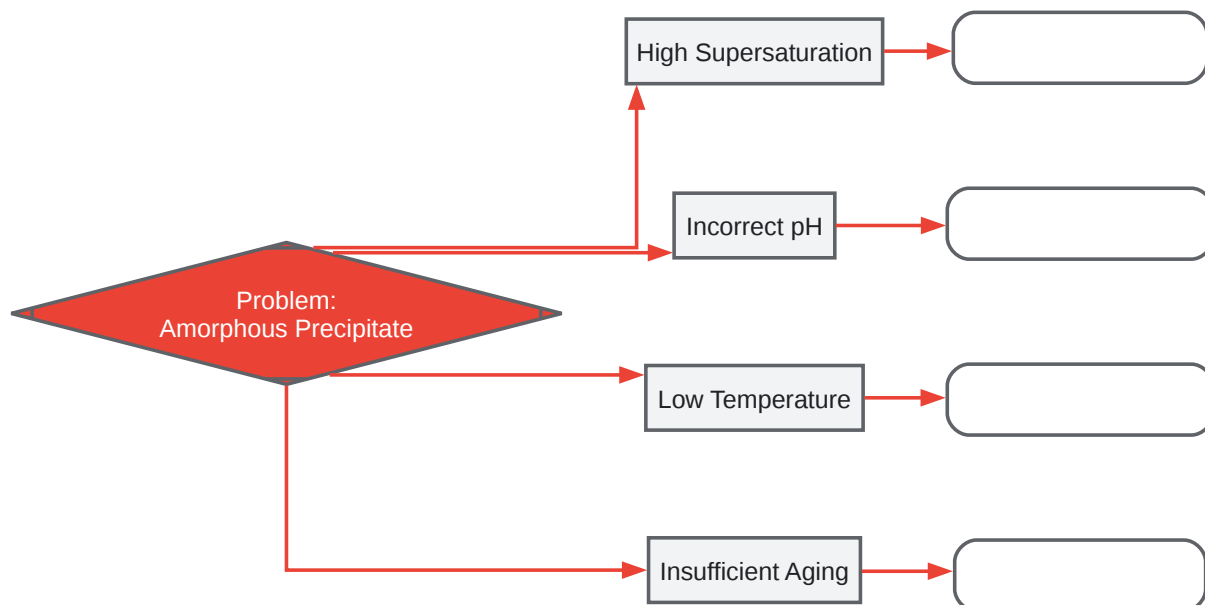 High Supersaturation
Incorrect pH
Problem:
Amorphous Precipitate
Low Temperature
Insufficient Aging